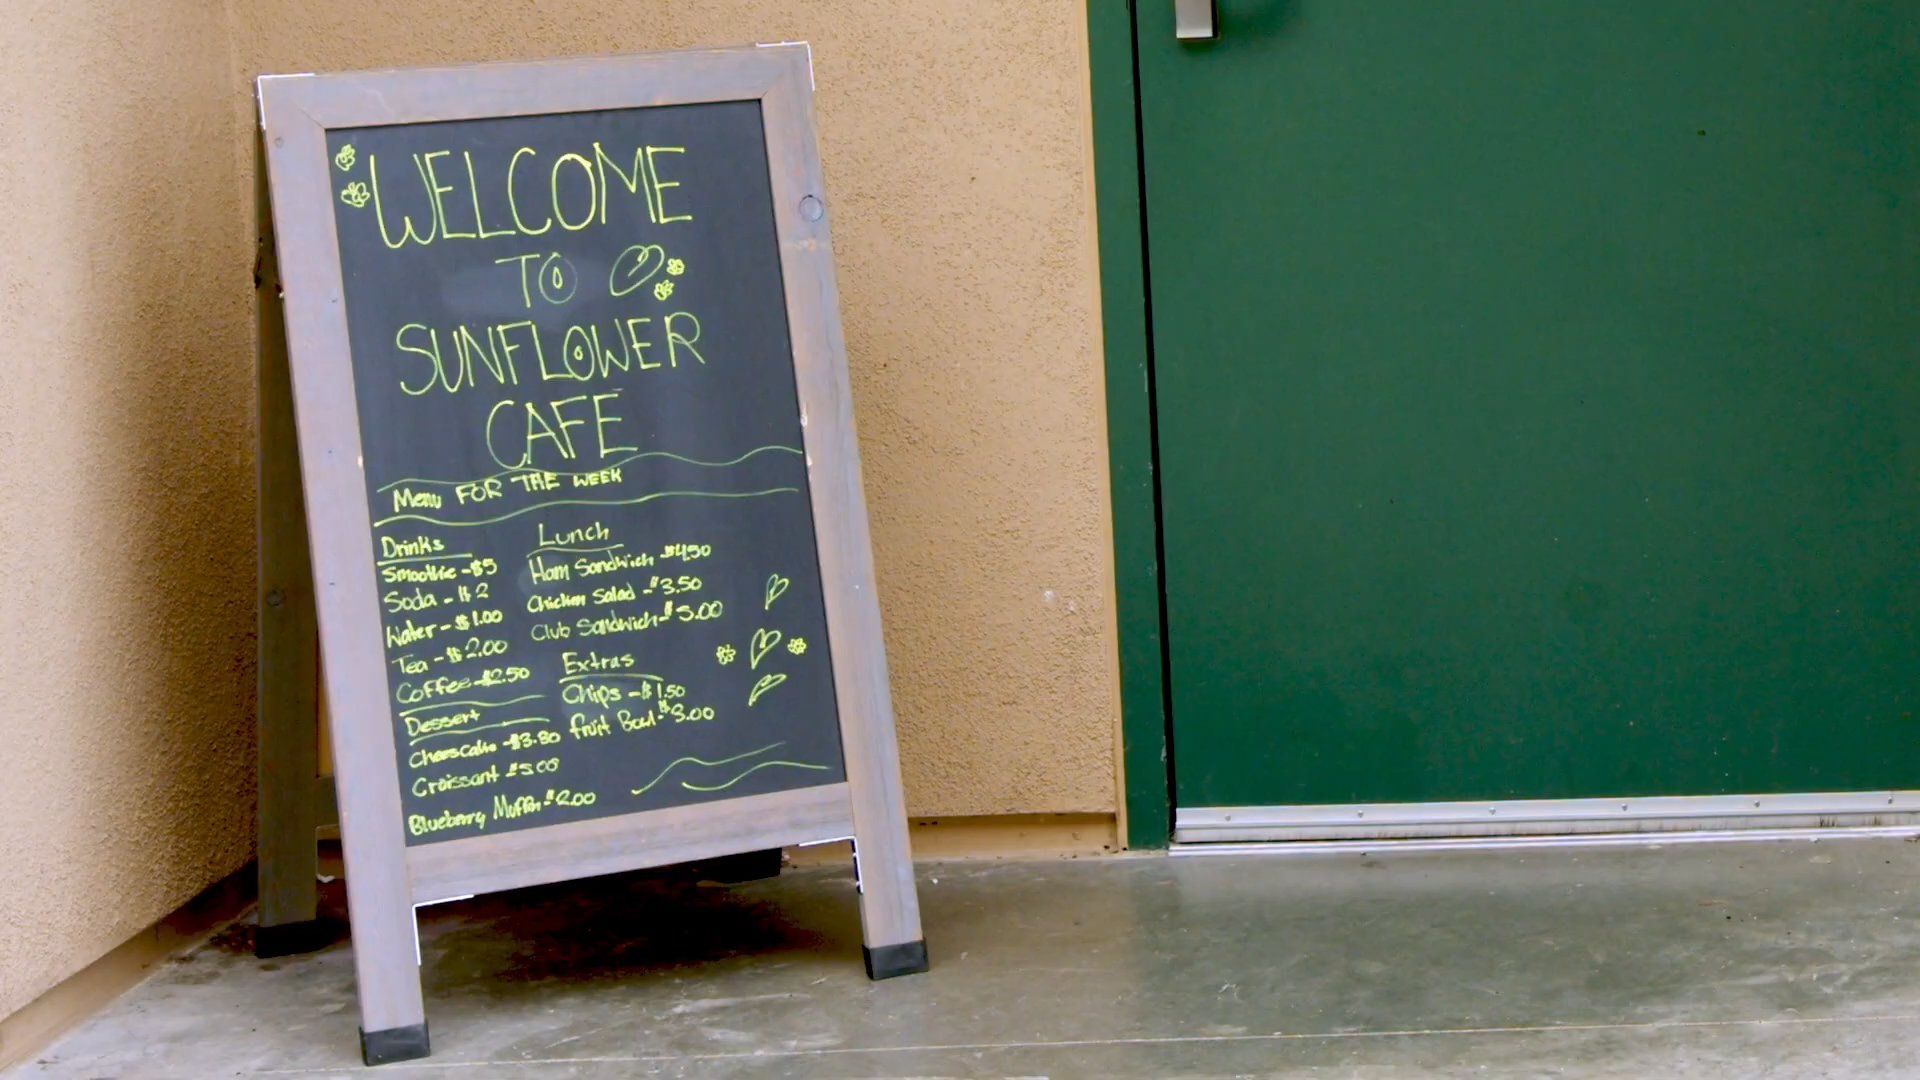 WELCOME
TO
SUNFLOWER
CAFE
Menu FOR THE WEEK
Drinks
Smoothie - $5
Soda - $2
Water - $1.00
Tea - $2.00
Coffee - $2.50
Dessert
Cheescake - $3.80
Croissant - $5.00
Blueberry Muffin - $2.00
Lunch
Ham Sandwich - $4.50
Chicken Salad - $3.50
Club Sandwich - $5.00
Extras
Chips - $1.50
fruit Bowl - $3.00